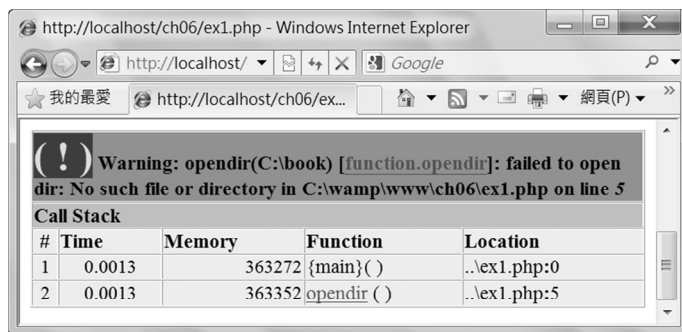 http://localhost/ch06/ex1.php - Windows Internet Explorer
http://localhost/ Google
我的最愛 http://localhost/ch06/ex... 網頁(P)
( ! ) Warning: opendir(C:\book) [function.opendir]: failed to open
dir: No such file or directory in C:\wamp\www\ch06\ex1.php on line 5
Call Stack
# Time Memory Function Location
1 0.0013 363272 {main}( ) ..\ex1.php:0
2 0.0013 363352 opendir ( ) ..\ex1.php:5